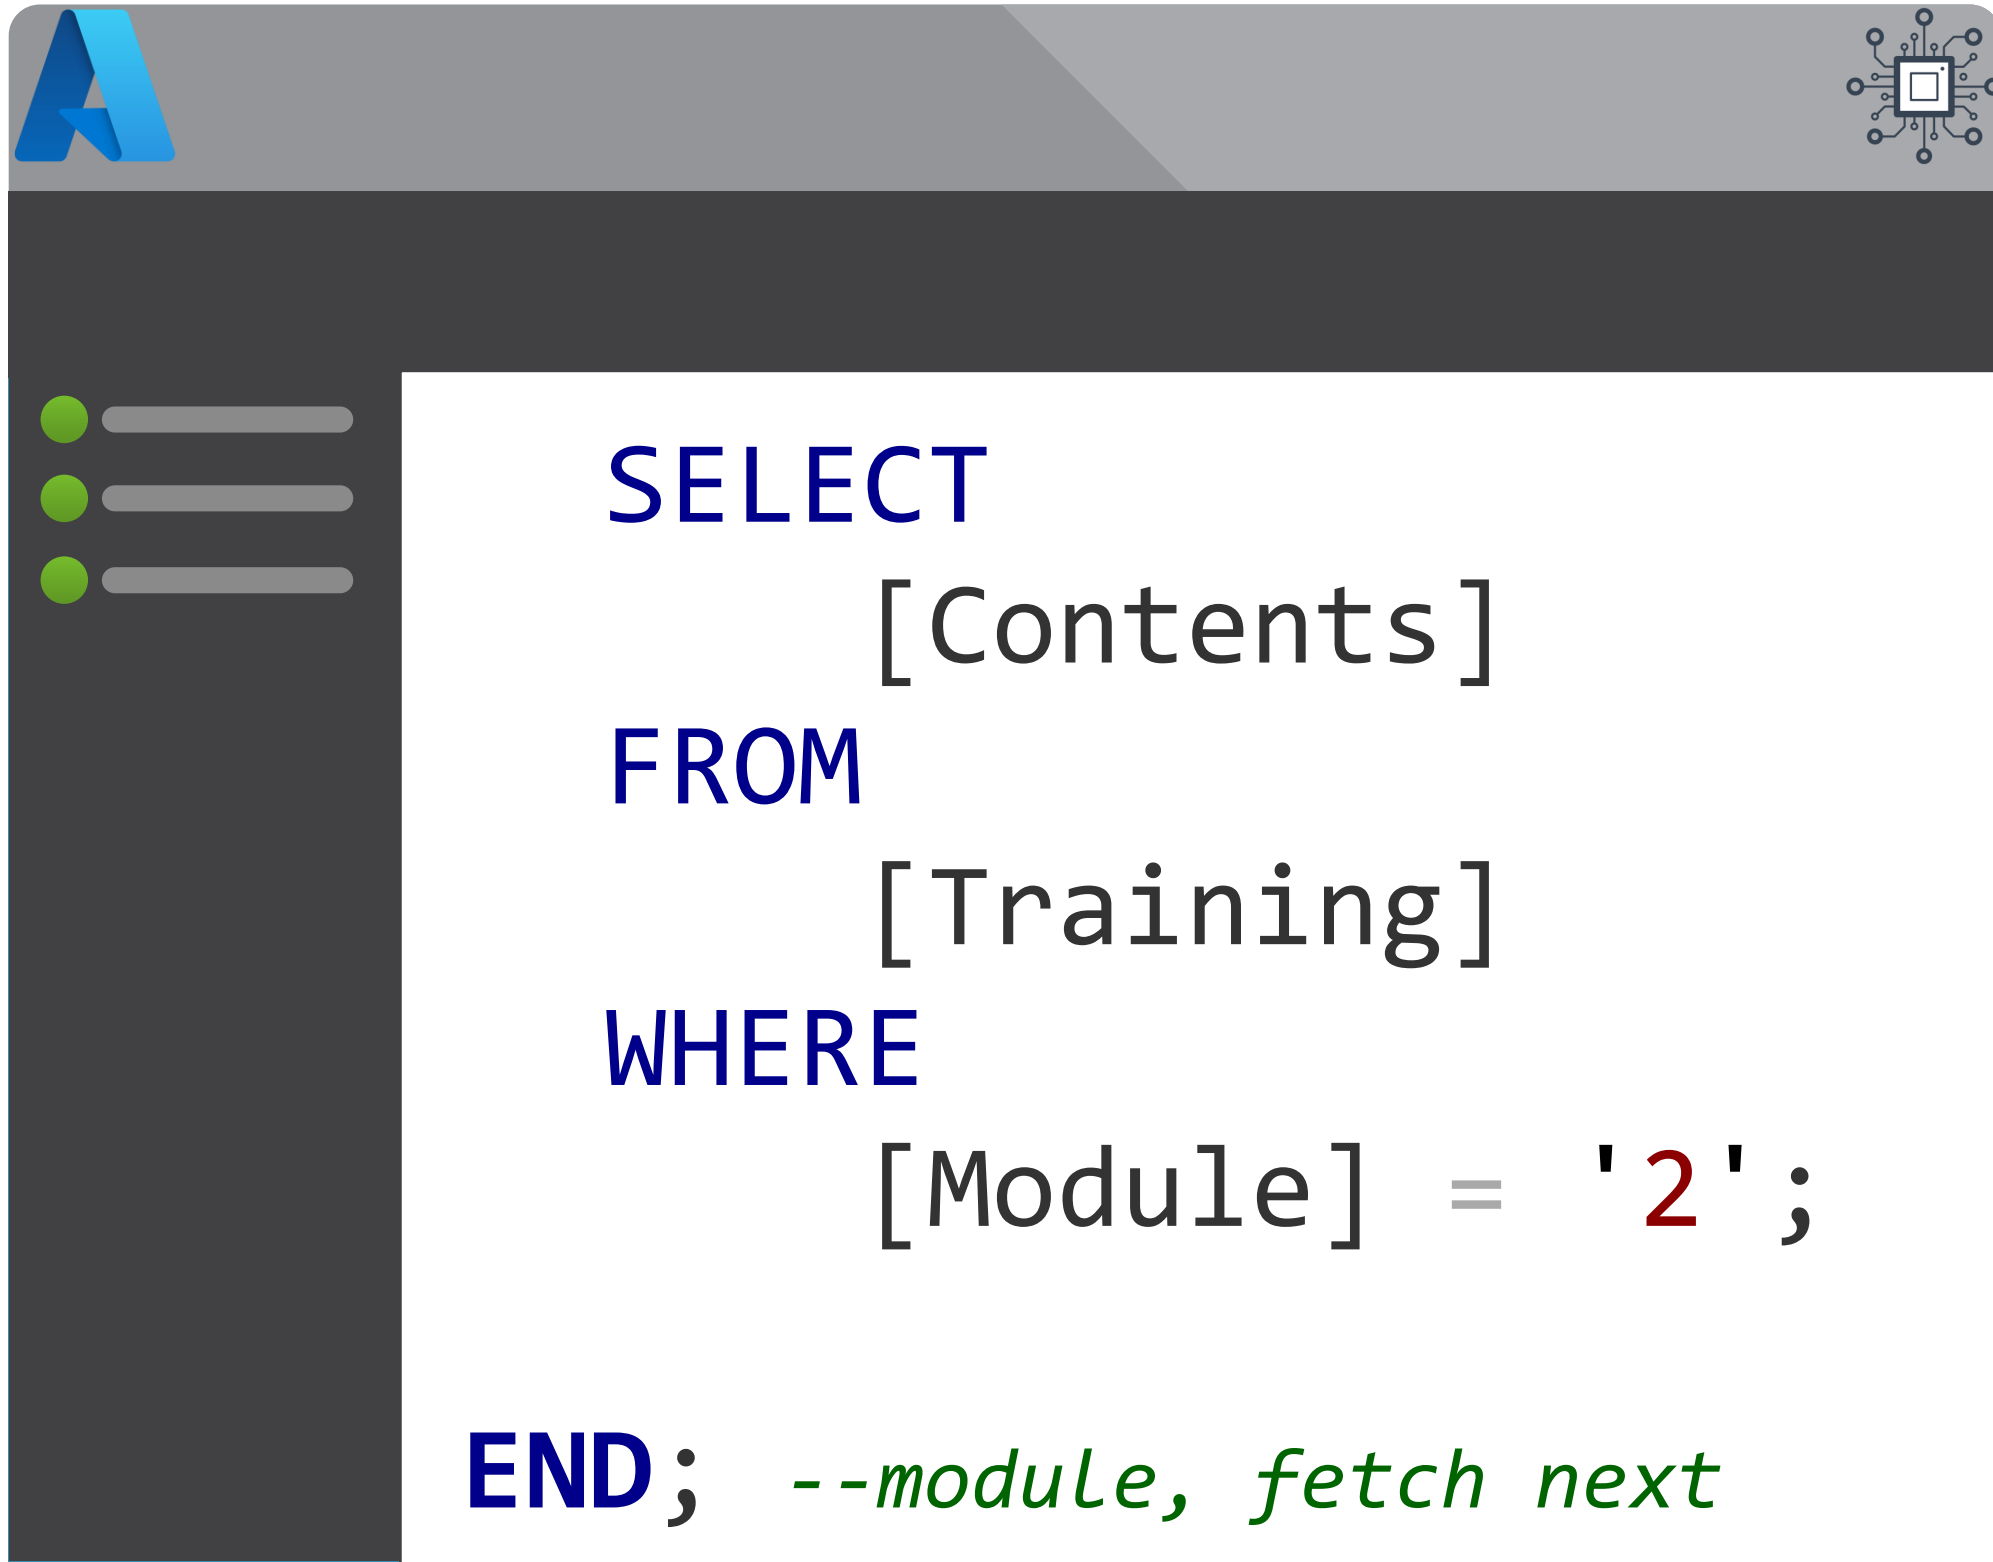 SELECT
[Contents]
FROM
[Training]
WHERE
[Module] = '2';
END; --module, fetch next